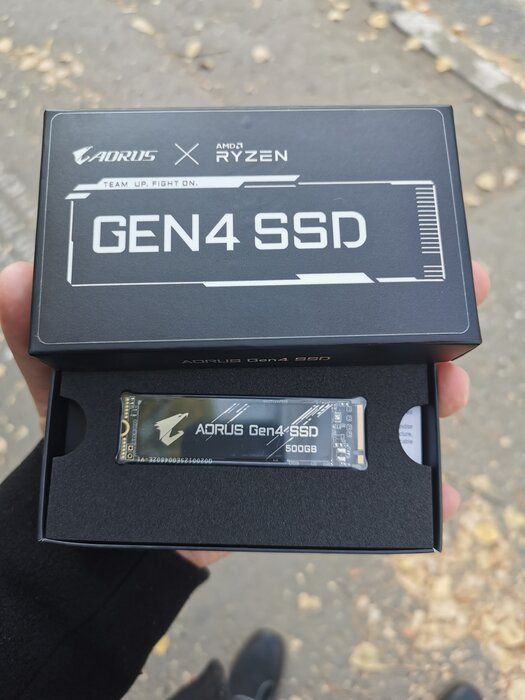 AORUS X AMD RYZEN
TEAM UP. FIGHT ON.
GEN4 SSD
AORUS Gen4 SSD
AORUS Gen4 SSD
500GB